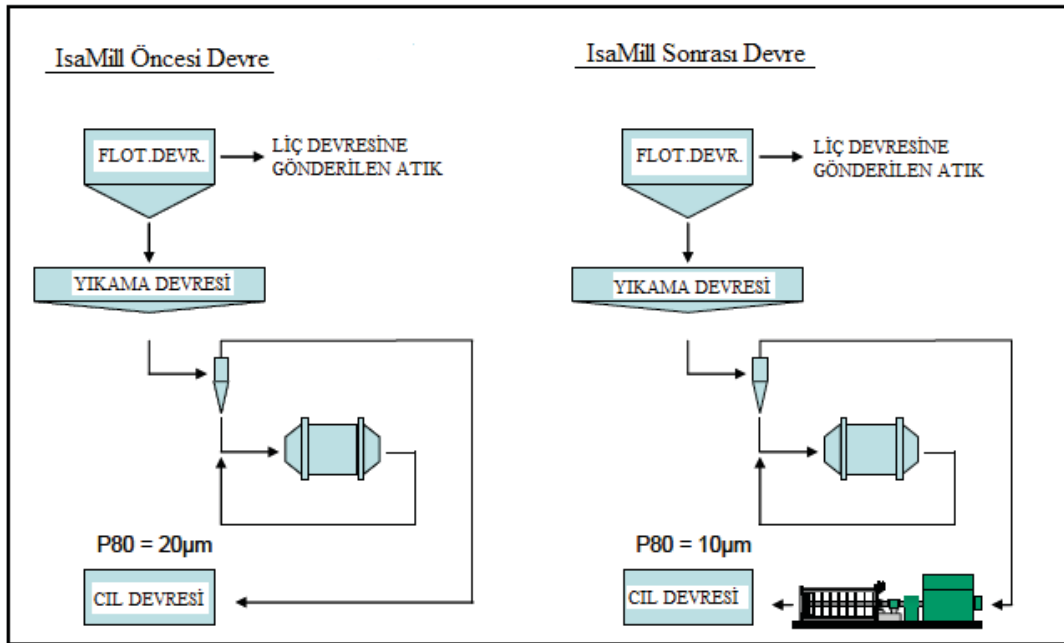 IsaMill Öncesi Devre
FLOT.DEVR.
LİÇ DEVRESİNE
GÖNDERİLEN ATIK
YIKAMA DEVRESİ
P80 = 20µm
CIL DEVRESİ
IsaMill Sonrası Devre
FLOT.DEVR.
LİÇ DEVRESİNE
GÖNDERİLEN ATIK
YIKAMA DEVRESİ
P80 = 10µm
CIL DEVRESİ